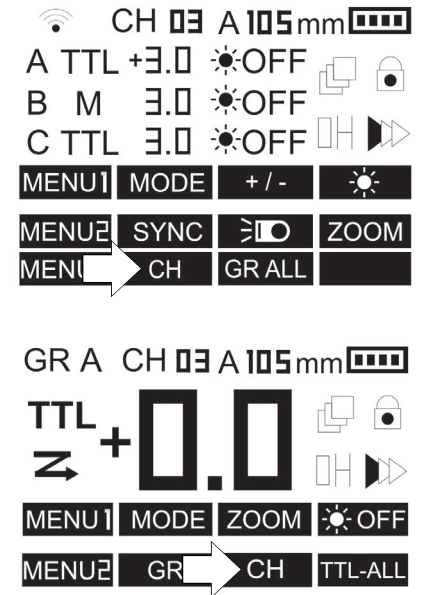 CH 03 A 105mm
A TTL +3.0 OFF
B M 3.0 OFF
C TTL 3.0 OFF H
MENU1 MODE + / -
MENU2 SYNC ZOOM
CH GR ALL
GR A CH 03 A 105mm
TTL +0.0
H
MENU1 MODE ZOOM OFF
MENU2 GR CH TTL-ALL